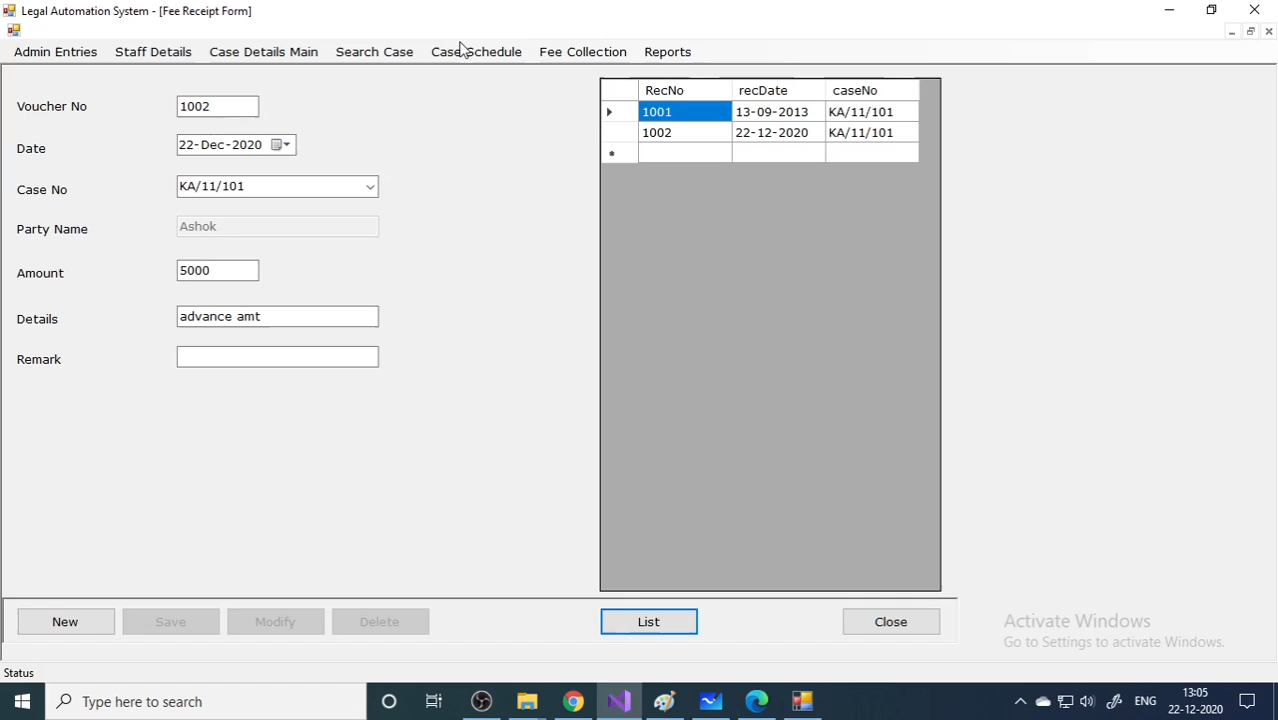 Legal Automation System - [Fee Receipt Form]
Admin Entries Staff Details Case Details Main Search Case Case Schedule Fee Collection Reports
Voucher No 1002
Date 22-Dec-2020
Case No KA/11/101
Party Name Ashok
Amount 5000
Details advance amt
Remark
RecNo recDate caseNo
1001 13-09-2013 KA/11/101
1002 22-12-2020 KA/11/101
*
New Save Modify Delete List Close
Activate Windows
Go to Settings to activate Windows.
Status
Type here to search
ENG
13:05
22-12-2020